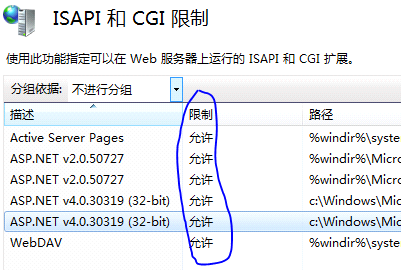 ISAPI 和 CGI 限制
使用此功能指定可以在 Web 服务器上运行的 ISAPI 和 CGI 扩展。
分组依据: 不进行分组
描述 限制 路径
Active Server Pages 允许 %windir%\syste
ASP.NET v2.0.50727 允许 %windir%\Micro
ASP.NET v2.0.50727 允许 %windir%\Micro
ASP.NET v4.0.30319 (32-bit) 允许 c:\Windows\Mic
ASP.NET v4.0.30319 (32-bit) 允许 c:\Windows\Mic
WebDAV 允许 %windir%\syste